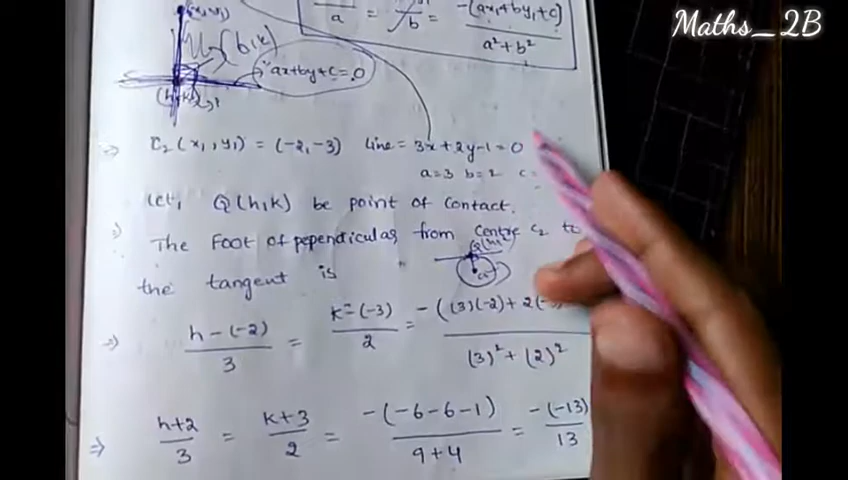 Maths_2B
a = b = -(ax₁+by₁+c)
a²+b²
(h,k)
ax+by+c=0
⇒ C₂(x₁,y₁) = (-2,-3) Line = 3x+2y-1=0
a=3 b=2 c=
Let, Q(h,k) be point of contact.
⇒ The Foot of pependicular from centre C₂ to
the tangent is
⇒ h-(-2) / 3 = k-(-3) / 2 = -((3)(-2)+2(-3) / (3)²+(2)²
⇒ h+2 / 3 = k+3 / 2 = -(-6-6-1) / 9+4 = -(-13) / 13